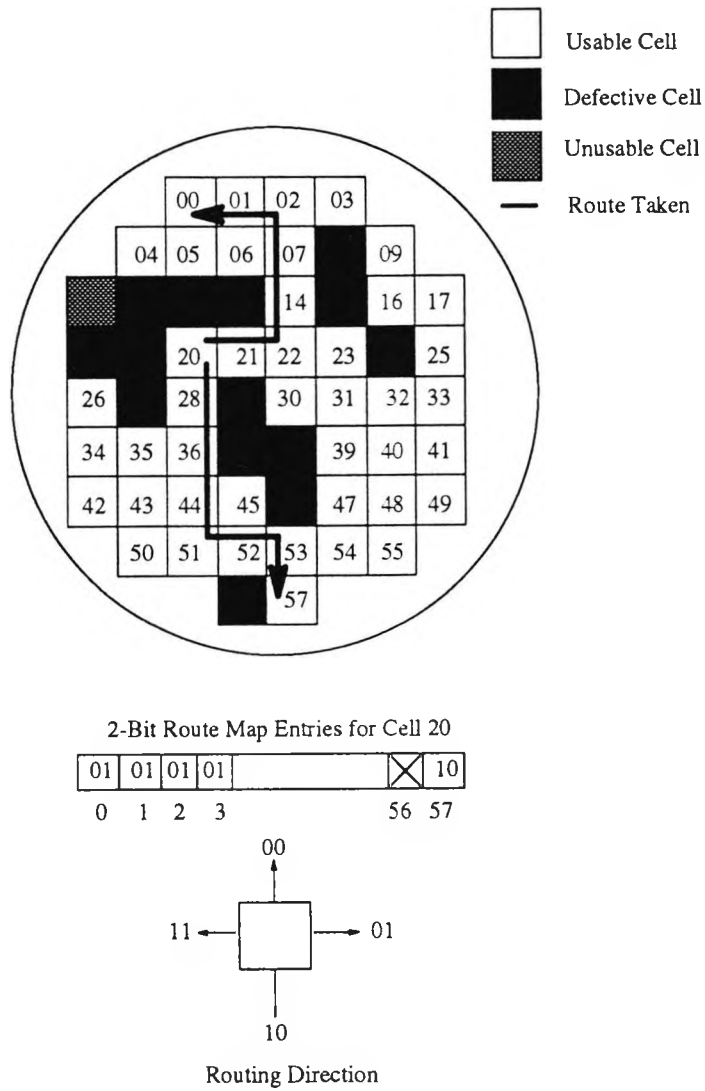 Usable Cell
Defective Cell
Unusable Cell
Route Taken
00 01 02 03
04 05 06 07 09
14 16 17
20 21 22 23 25
26 28 30 31 32 33
34 35 36 39 40 41
42 43 44 45 47 48 49
50 51 52 53 54 55
57
2-Bit Route Map Entries for Cell 20
01 01 01 01 10
0 1 2 3 56 57
00
11 01
10
Routing Direction